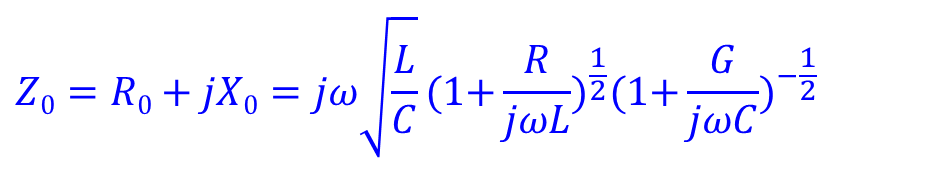 Z₀ = R₀ + jX₀ = jω√(L/C) (1+R/(jωL))^(1/2) (1+G/(jωC))^(−1/2)